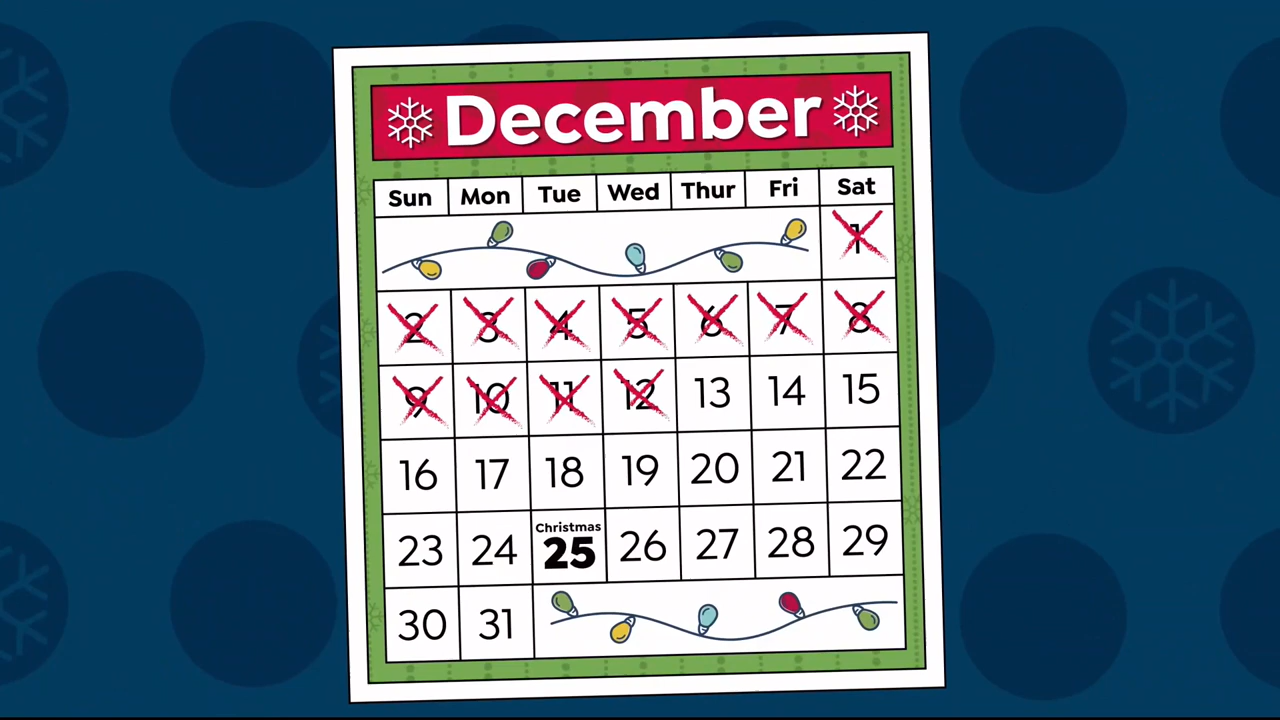 December
Sun Mon Tue Wed Thur Fri Sat
1
2 3 4 5 6 7 8
9 10 11 12 13 14 15
16 17 18 19 20 21 22
Christmas
23 24 25 26 27 28 29
30 31